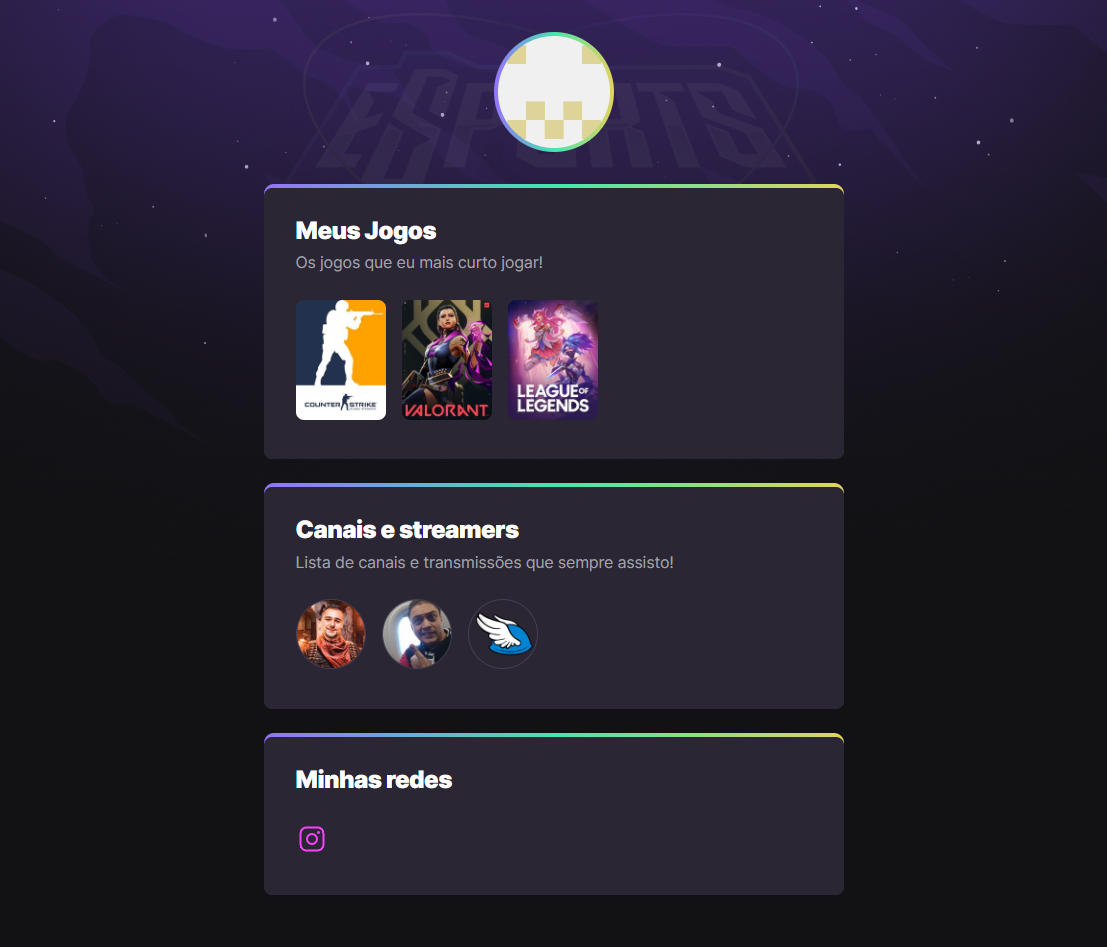 ESPORTS
Meus Jogos
Os jogos que eu mais curto jogar!
COUNTER STRIKE
VALORANT
LEAGUE OF
LEGENDS
Canais e streamers
Lista de canais e transmissões que sempre assisto!
Minhas redes